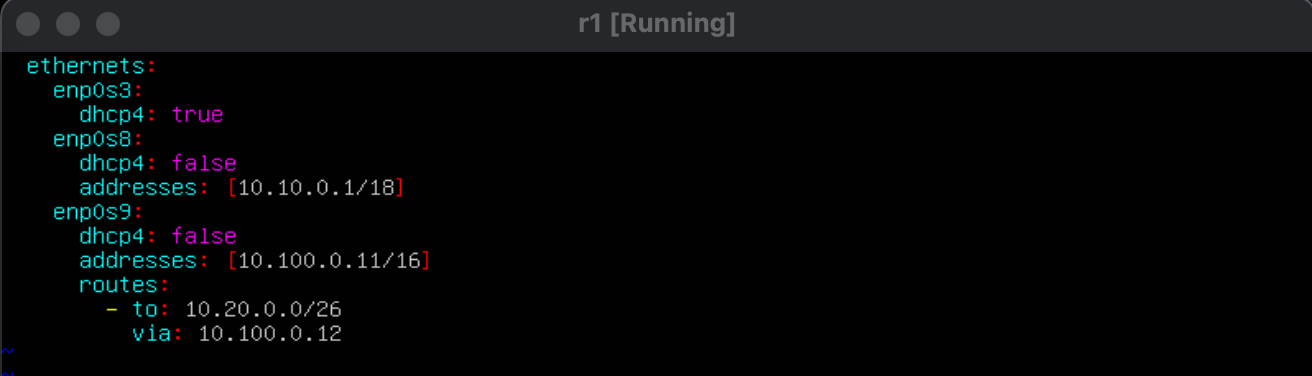 r1 [Running]
ethernets:
enp0s3:
dhcp4: true
enp0s8:
dhcp4: false
addresses: [10.10.0.1/18]
enp0s9:
dhcp4: false
addresses: [10.100.0.11/16]
routes:
- to: 10.20.0.0/26
via: 10.100.0.12
~
~